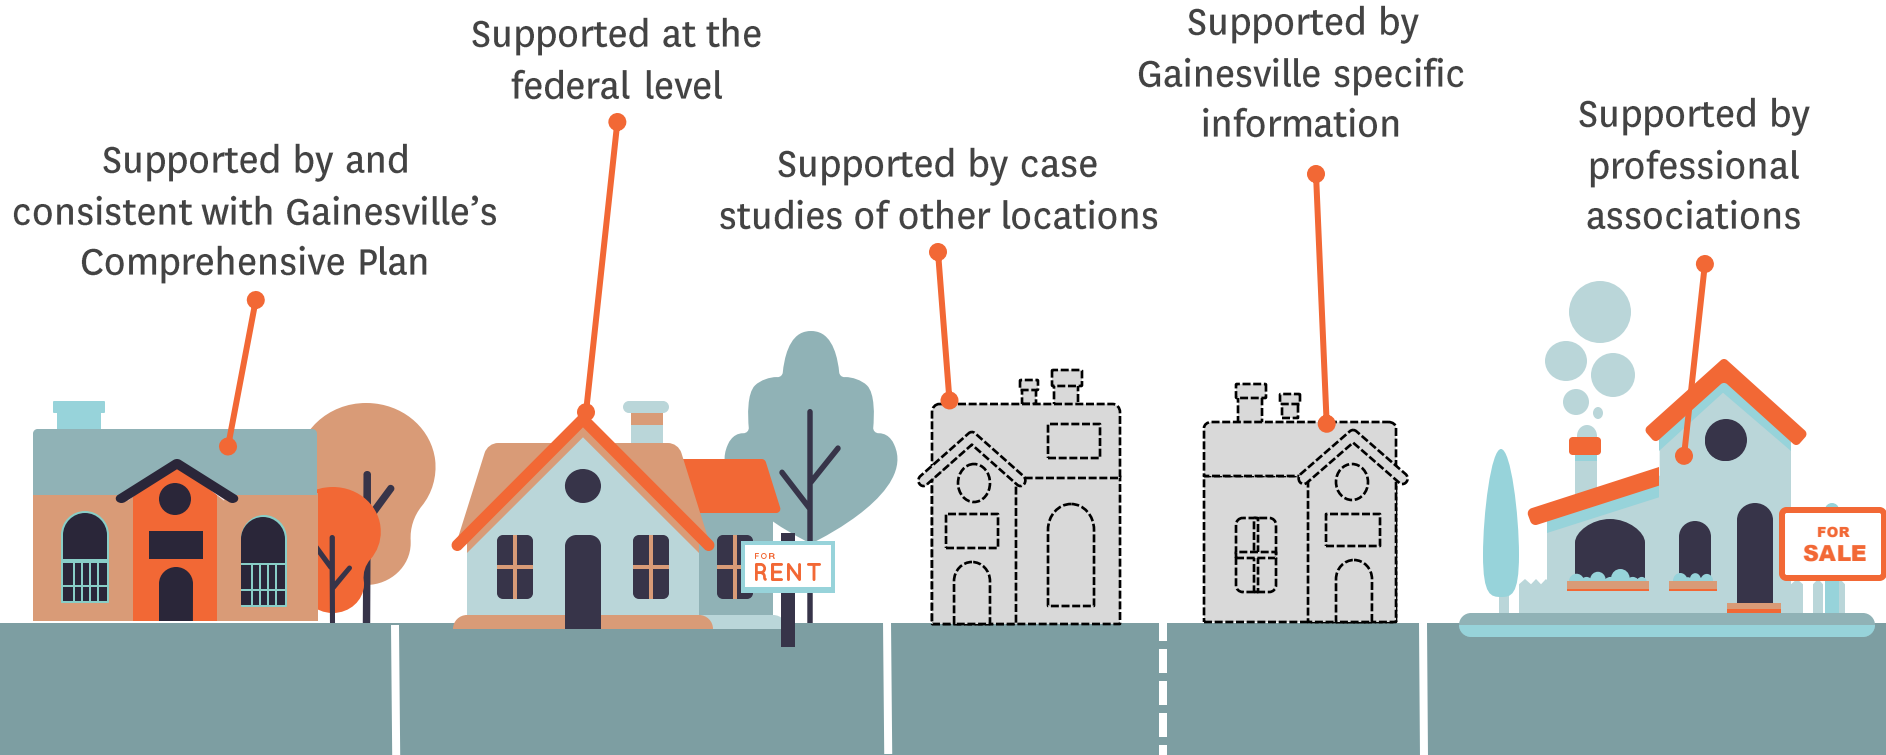 Supported by and
consistent with Gainesville's
Comprehensive Plan
Supported at the
federal level
Supported by case
studies of other locations
Supported by
Gainesville specific
information
Supported by
professional
associations
FOR
RENT
FOR
SALE